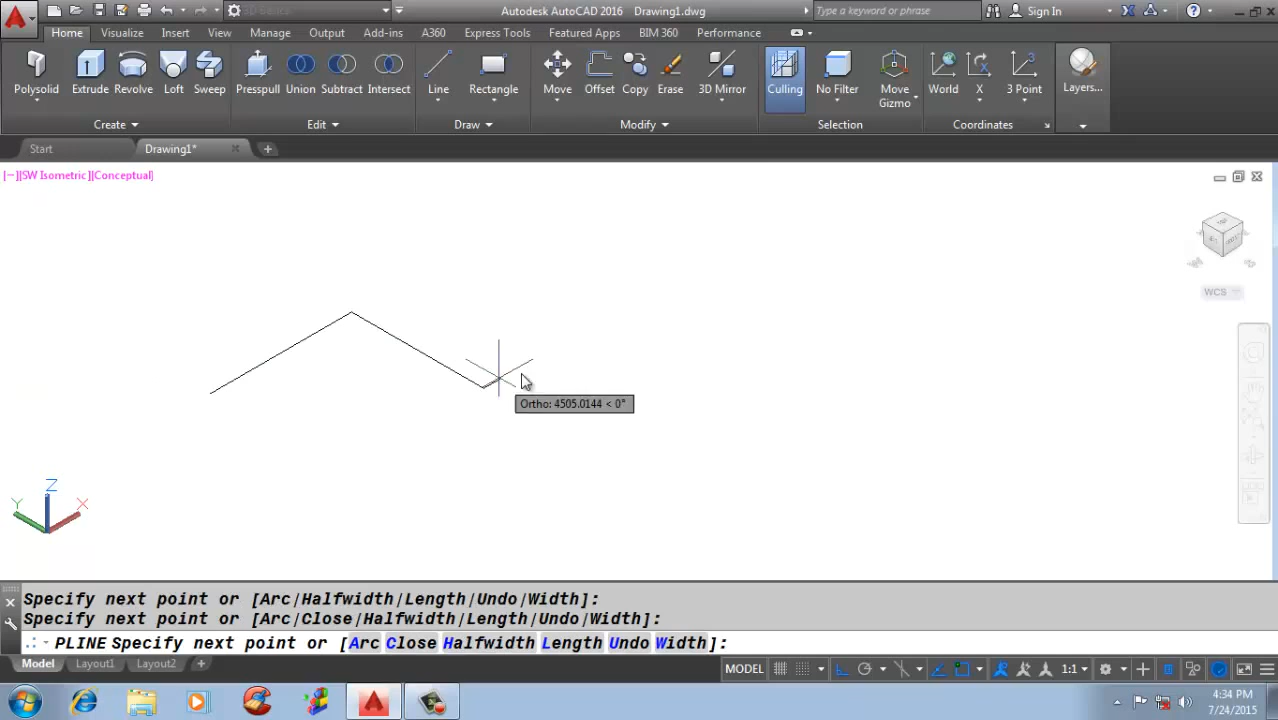 3D Basics
Autodesk AutoCAD 2016 Drawing1.dwg
Type a keyword or phrase
Sign In
Home Visualize Insert View Manage Output Add-ins A360 Express Tools Featured Apps BIM 360 Performance
Polysolid Extrude Revolve Loft Sweep Presspull Union Subtract Intersect Line Rectangle Move Offset Copy Erase 3D Mirror Culling No Filter Move Gizmo World X 3 Point Layers...
Create Edit Draw Modify Selection Coordinates
Start Drawing1*
[−][SW Isometric][Conceptual]
WCS
Ortho: 4505.0144 < 0°
Z
Y X
Specify next point or [Arc/Halfwidth/Length/Undo/Width]:
Specify next point or [Arc/Close/Halfwidth/Length/Undo/Width]:
PLINE Specify next point or [Arc Close Halfwidth Length Undo Width]:
Model Layout1 Layout2 +
MODEL 1:1
4:34 PM
7/24/2015